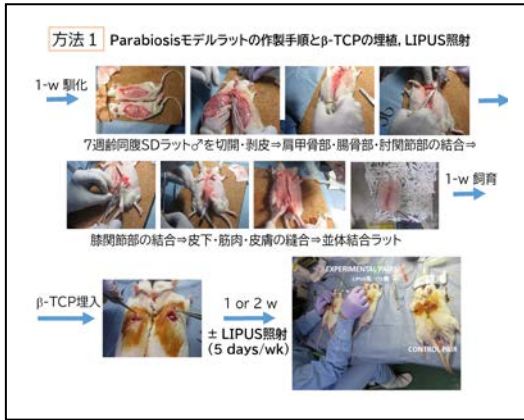 方法1 Parabiosisモデルラットの作製手順とβ-TCPの埋植, LIPUS照射
1-w 馴化
7週齢同腹SDラット♂を切開・剥皮⇒肩甲骨部・腸骨部・肘関節部の結合⇒
1-w 飼育
膝関節部の結合⇒皮下・筋肉・皮膚の縫合⇒並体結合ラット
β-TCP埋入
1 or 2 w
± LIPUS照射
(5 days/wk)
EXPERIMENTAL PAIRS
CONTROL PAIR